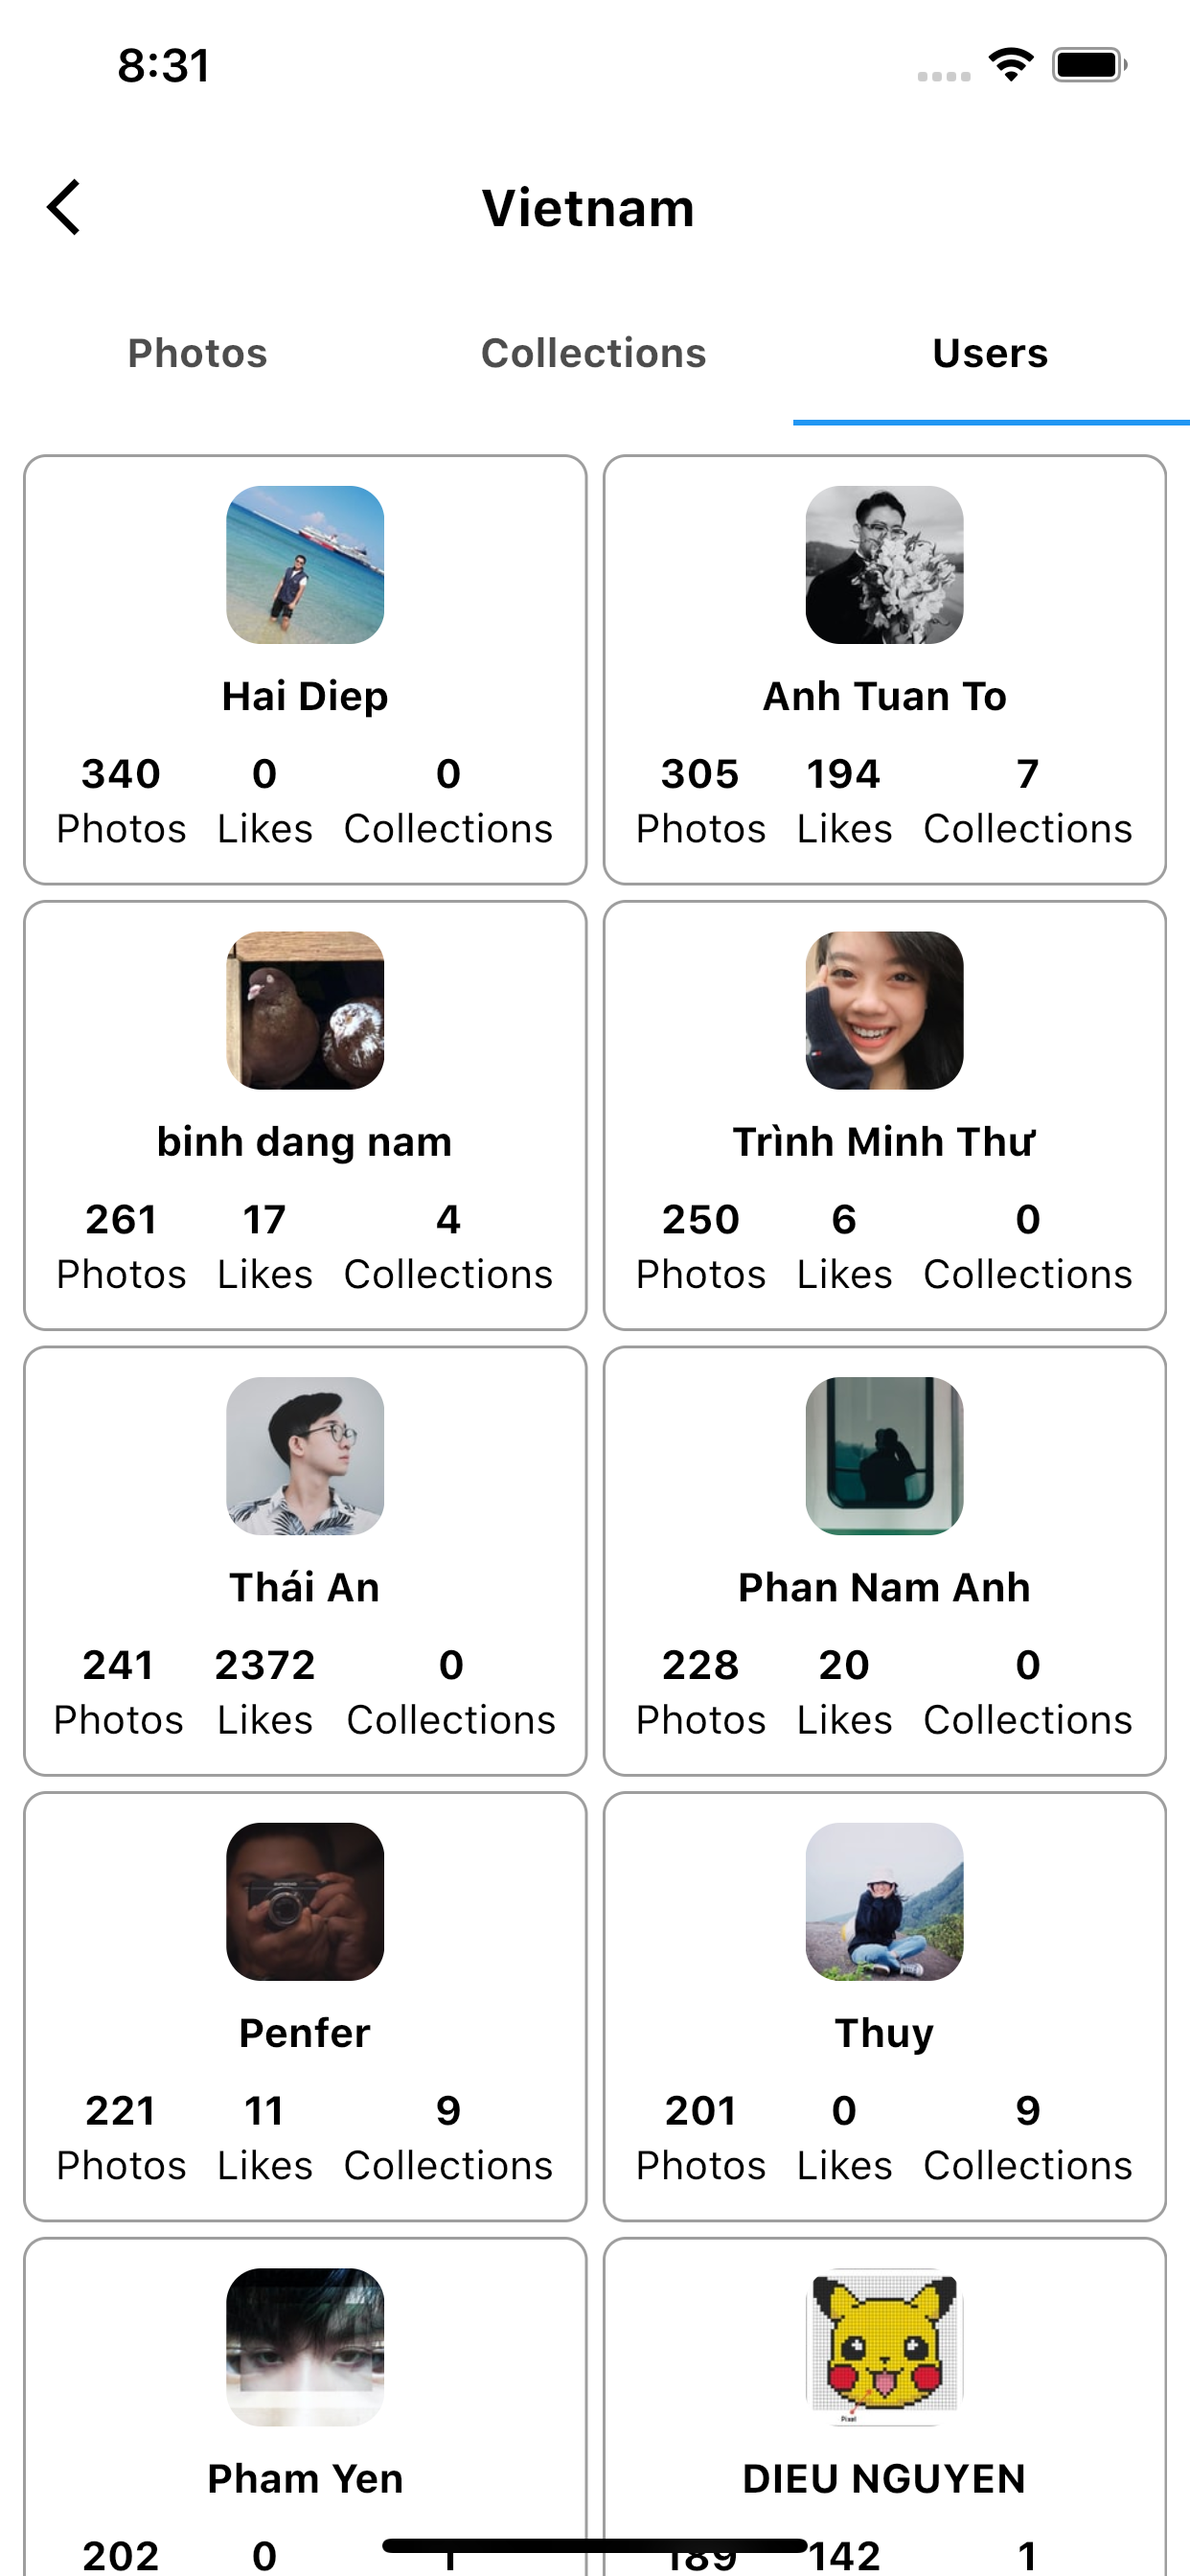 8:31
Vietnam
Photos Collections Users
Hai Diep
340 0 0
Photos Likes Collections
Anh Tuan To
305 194 7
Photos Likes Collections
binh dang nam
261 17 4
Photos Likes Collections
Trình Minh Thư
250 6 0
Photos Likes Collections
Thái An
241 2372 0
Photos Likes Collections
Phan Nam Anh
228 20 0
Photos Likes Collections
Penfer
221 11 9
Photos Likes Collections
Thuy
201 0 9
Photos Likes Collections
Pham Yen
202 0
Pixel
DIEU NGUYEN
189 142 1